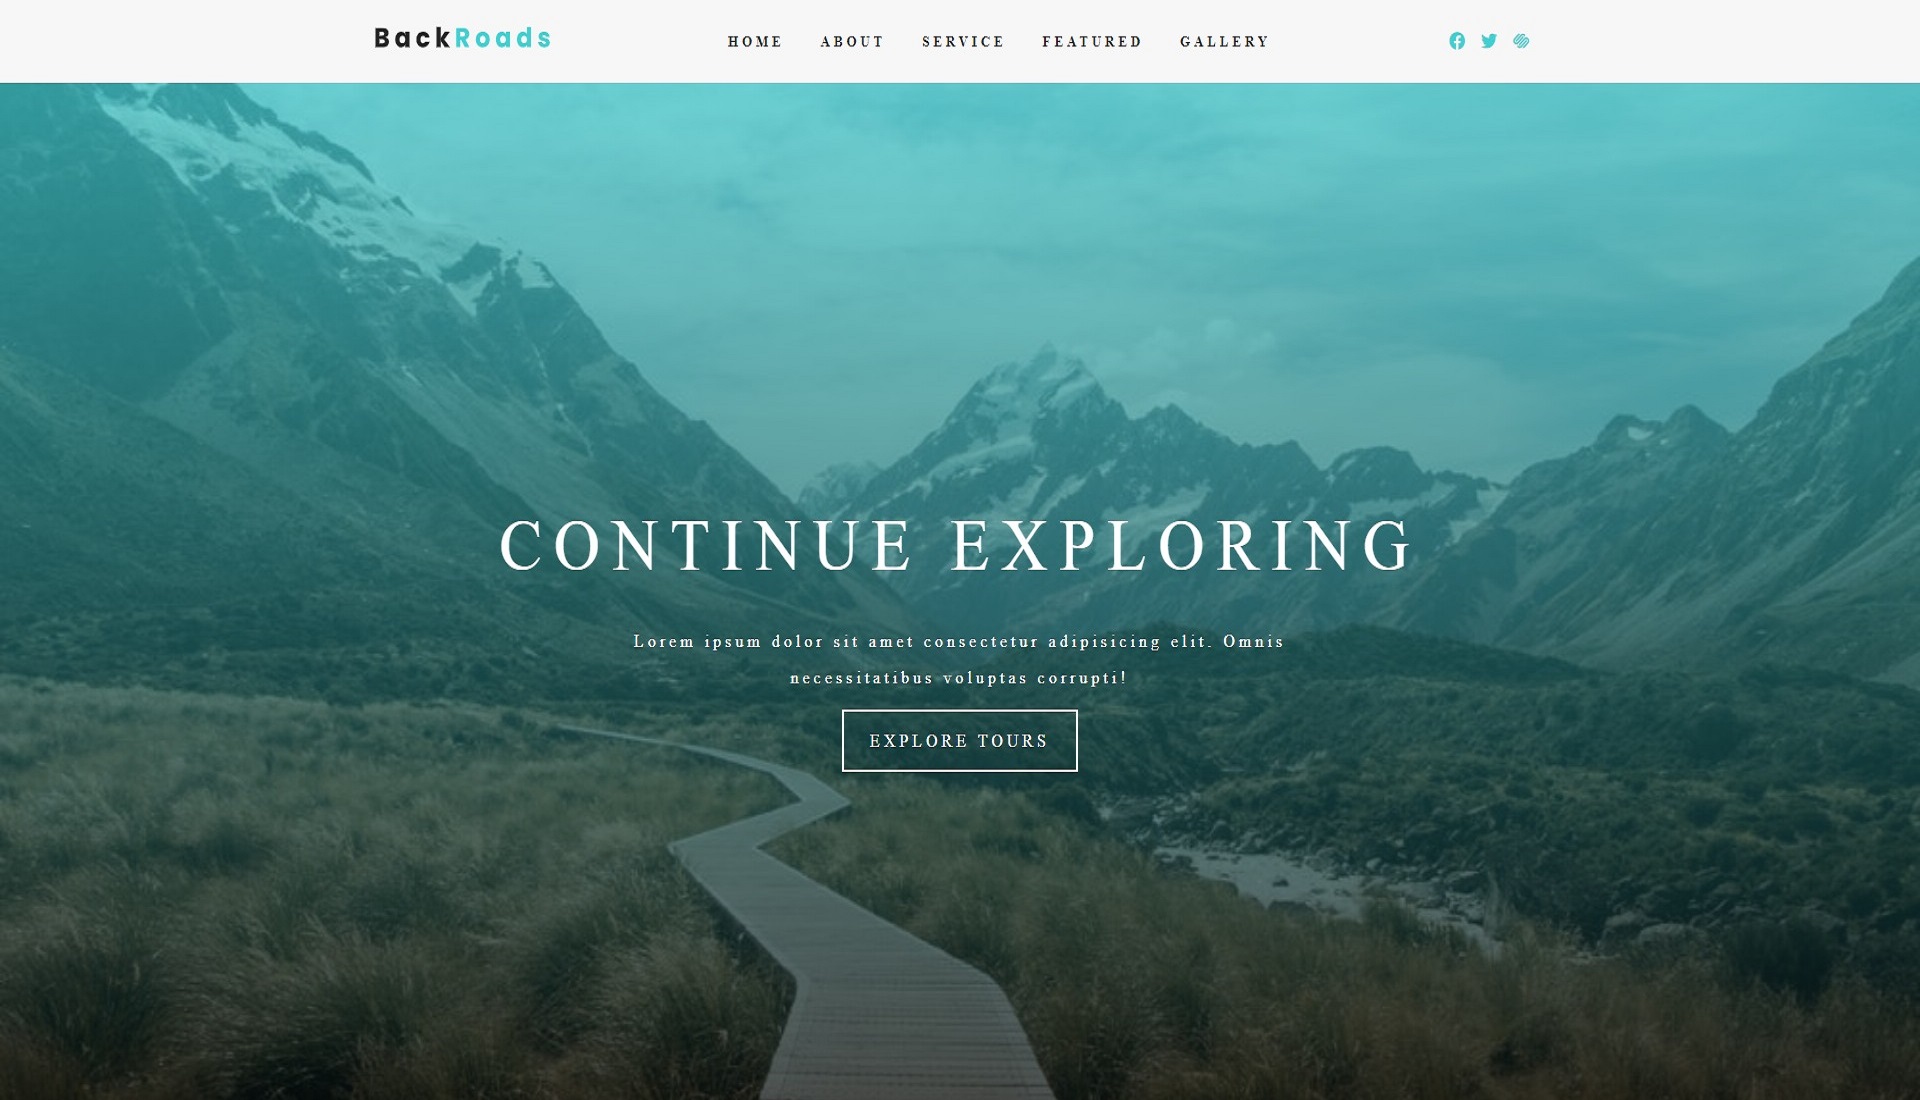 BackRoads
HOME ABOUT SERVICE FEATURED GALLERY
CONTINUE EXPLORING
Lorem ipsum dolor sit amet consectetur adipisicing elit. Omnis
necessitatibus voluptas corrupti!
EXPLORE TOURS